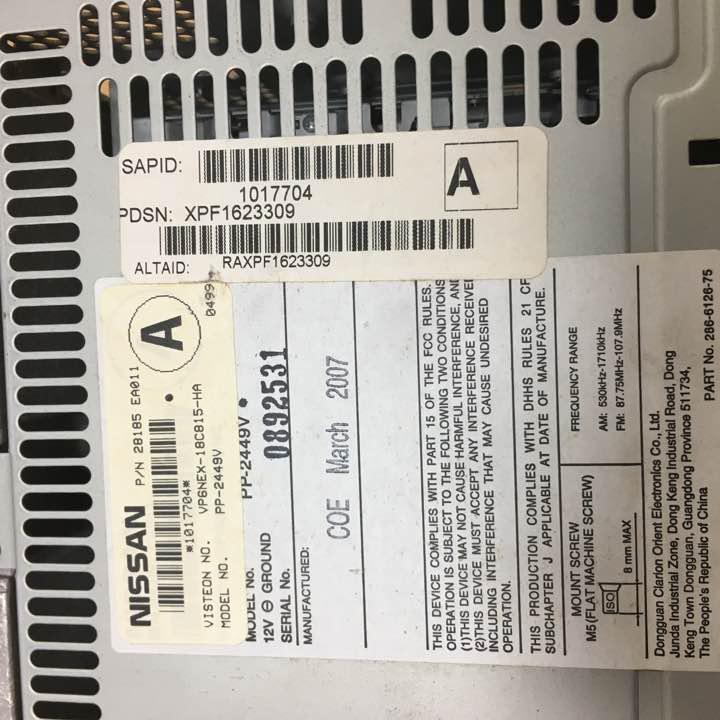 SAPID:
1017704
A
PDSN: XPF1623309
ALTAID: RAXPF1623309
NISSAN P/N 28185 EA011
*1017704*
VISTEON NO. VP6NEX-18C815-HA
MODEL NO. PP-2449V
A
0499
MODEL No. PP-2449V
12V ⊖ GROUND
SERIAL No. 0892531
MANUFACTURED: COE March 2007
THIS DEVICE COMPLIES WITH PART 15 OF THE FCC RULES.
OPERATION IS SUBJECT TO THE FOLLOWING TWO CONDITIONS
(1)THIS DEVICE MAY NOT CAUSE HARMFUL INTERFERENCE, AND
(2)THIS DEVICE MUST ACCEPT ANY INTERFERENCE RECEIVED
INCLUDING INTERFERENCE THAT MAY CAUSE UNDESIRED
OPERATION.
THIS PRODUCTION COMPLIES WITH DHHS RULES 21 CF
SUBCHAPTER J APPLICABLE AT DATE OF MANUFACTURE.
MOUNT SCREW
M5(FLAT MACHINE SCREW)
ISO
8 mm MAX
FREQUENCY RANGE
AM: 530kHz-1710kHz
FM: 87.75MHz-107.9MHz
Dongguan Clarion Orient Electronics Co., Ltd.
Junda Industrial Zone, Dong Keng Industrial Road, Dong
Keng Town Dongguan, Guangdong Province 511734,
The People's Republic of China
PART No. 286-6126-75